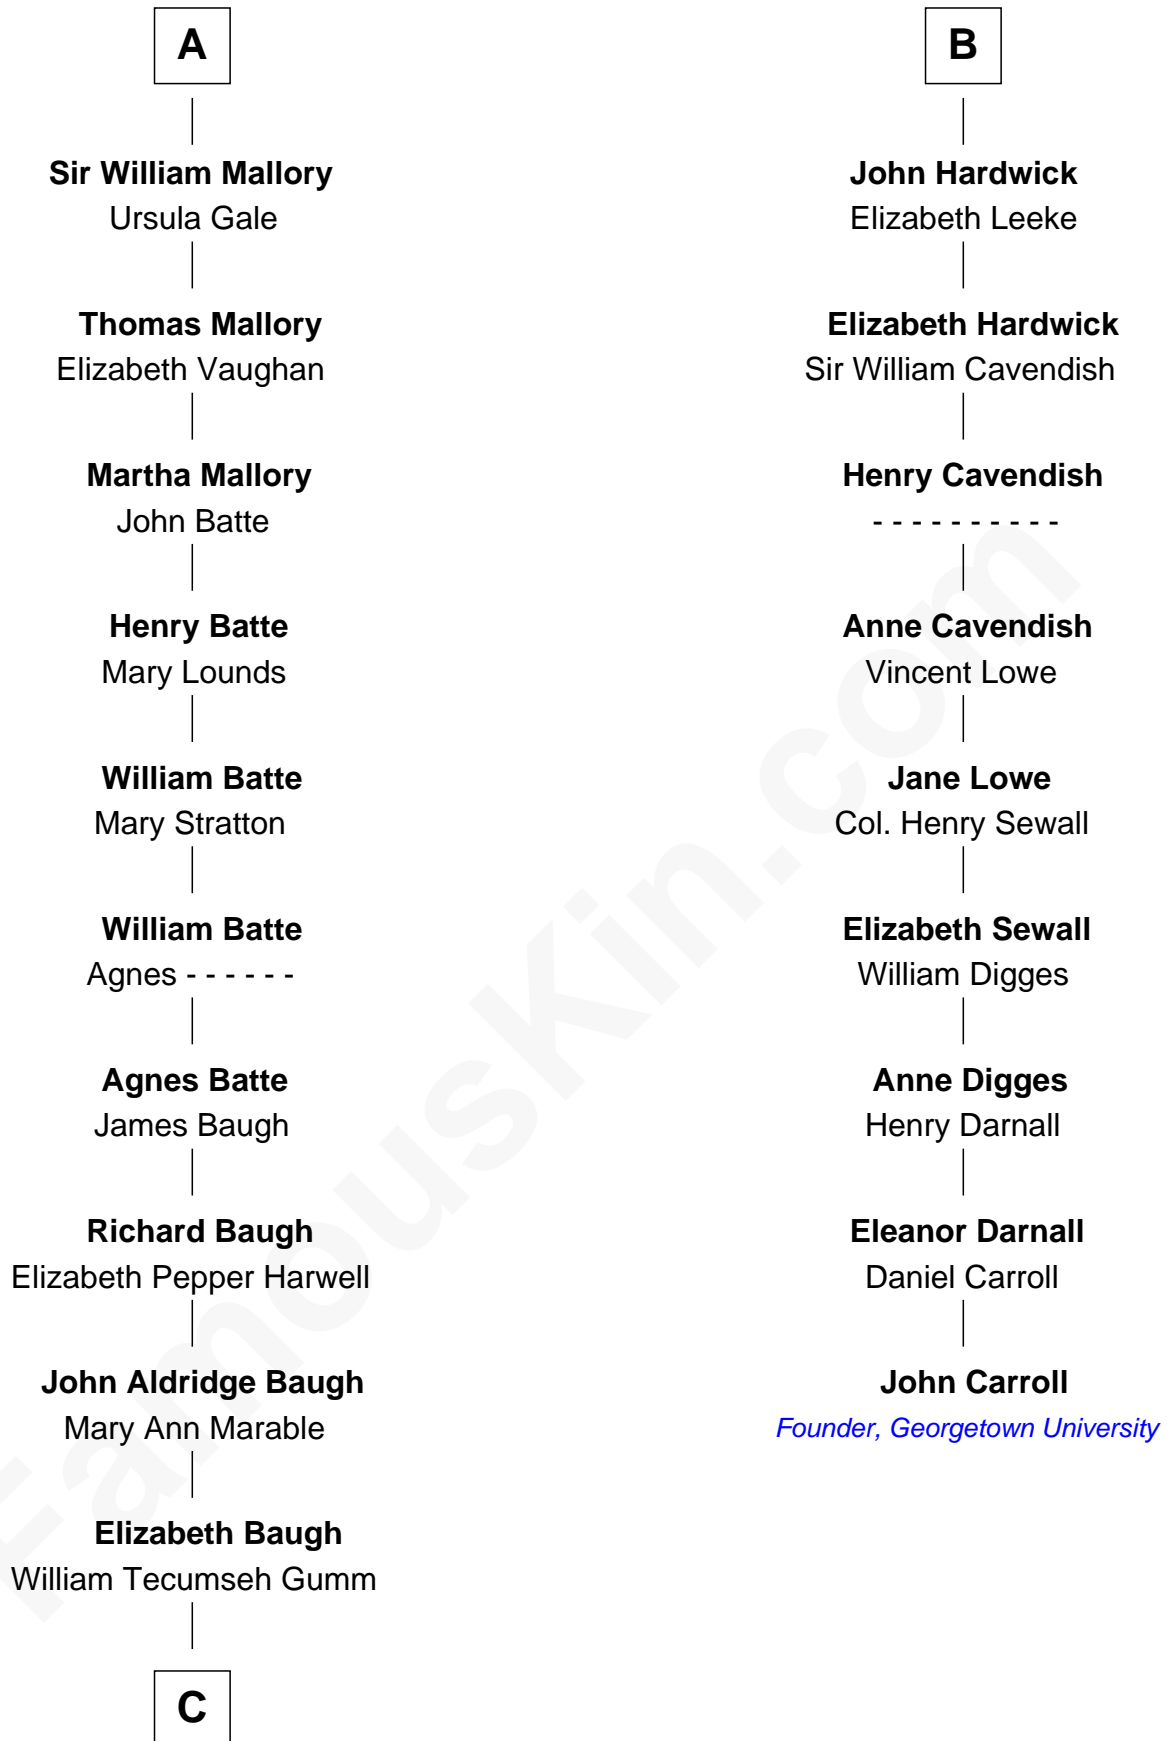 A
Sir William Mallory
Ursula Gale
Thomas Mallory
Elizabeth Vaughan
Martha Mallory
John Batte
Henry Batte
Mary Lounds
William Batte
Mary Stratton
William Batte
Agnes - - - - - -
Agnes Batte
James Baugh
Richard Baugh
Elizabeth Pepper Harwell
John Aldridge Baugh
Mary Ann Marable
Elizabeth Baugh
William Tecumseh Gumm
C
B
John Hardwick
Elizabeth Leeke
Elizabeth Hardwick
Sir William Cavendish
Henry Cavendish
- - - - - - - - - -
Anne Cavendish
Vincent Lowe
Jane Lowe
Col. Henry Sewall
Elizabeth Sewall
William Digges
Anne Digges
Henry Darnall
Eleanor Darnall
Daniel Carroll
John Carroll
Founder, Georgetown University
FamousKin.com